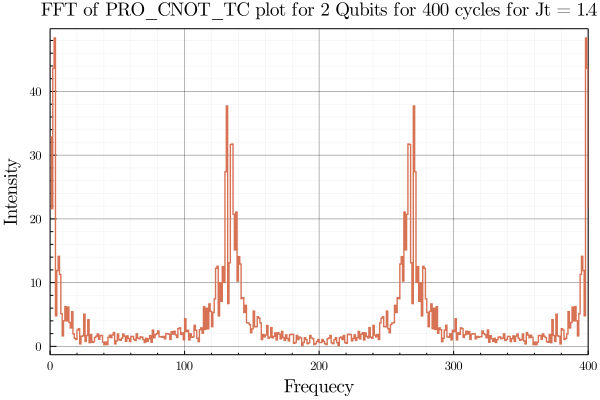 FFT of PRO_CNOT_TC plot for 2 Qubits for 400 cycles for Jt = 1.4
Intensity
40
30
20
10
0
0 100 200 300 400
Frequecy